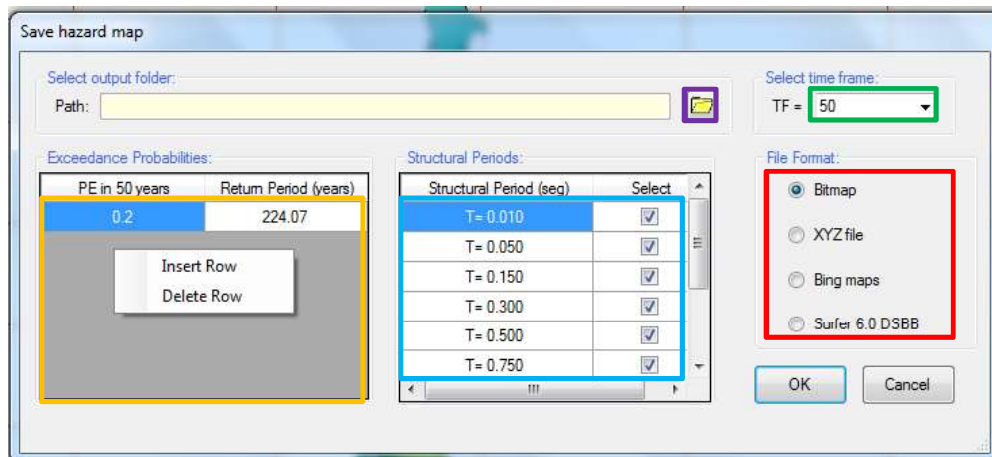 Save hazard map
Select output folder:
Path:
Select time frame:
TF = 50
Exceedance Probabilities:
PE in 50 years Return Period (years)
0.2 224.07
Insert Row
Delete Row
Structural Periods:
Structural Period (seg) Select
T= 0.010
T= 0.050
T= 0.150
T= 0.300
T= 0.500
T= 0.750
File Format:
Bitmap
XYZ file
Bing maps
Surfer 6.0 DSBB
OK Cancel